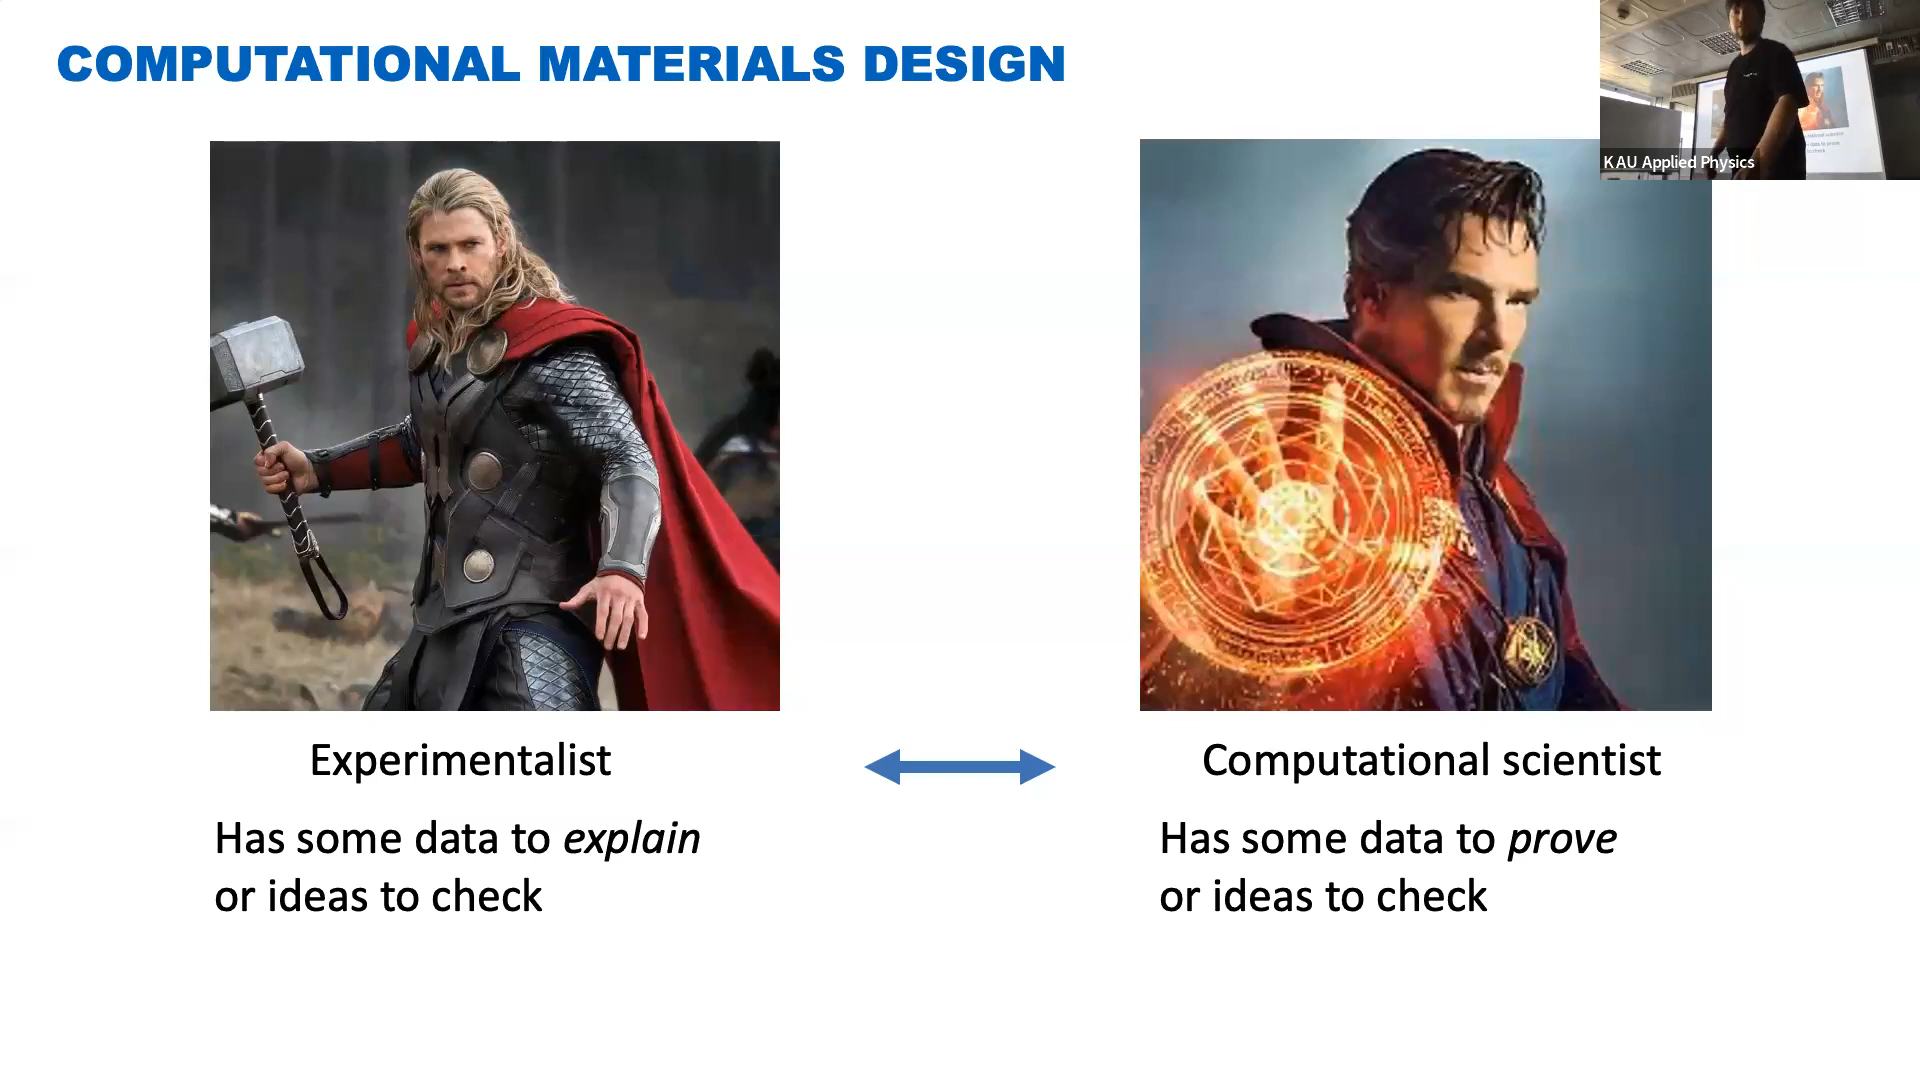 COMPUTATIONAL MATERIALS DESIGN
KAU Applied Physics
Experimentalist
Computational scientist
Has some data to explain
or ideas to check
Has some data to prove
or ideas to check